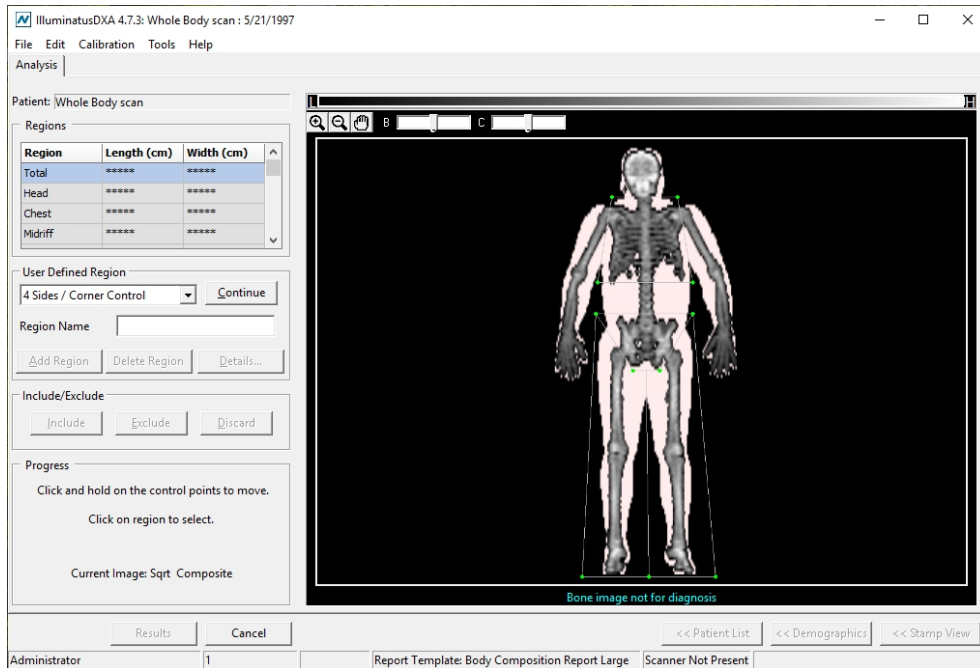 IlluminatusDXA 4.7.3: Whole Body scan : 5/21/1997
File Edit Calibration Tools Help
Analysis
Patient: Whole Body scan
L H
B C
Regions
Region Length (cm) Width (cm)
Total ***** *****
Head ***** *****
Chest ***** *****
Midriff ***** *****
User Defined Region
4 Sides / Corner Control Continue
Region Name
Add Region Delete Region Details...
Include/Exclude
Include Exclude Discard
Progress
Click and hold on the control points to move.
Click on region to select.
Current Image: Sqrt Composite
Bone image not for diagnosis
Results Cancel << Patient List << Demographics << Stamp View
Administrator 1 Report Template: Body Composition Report Large Scanner Not Present